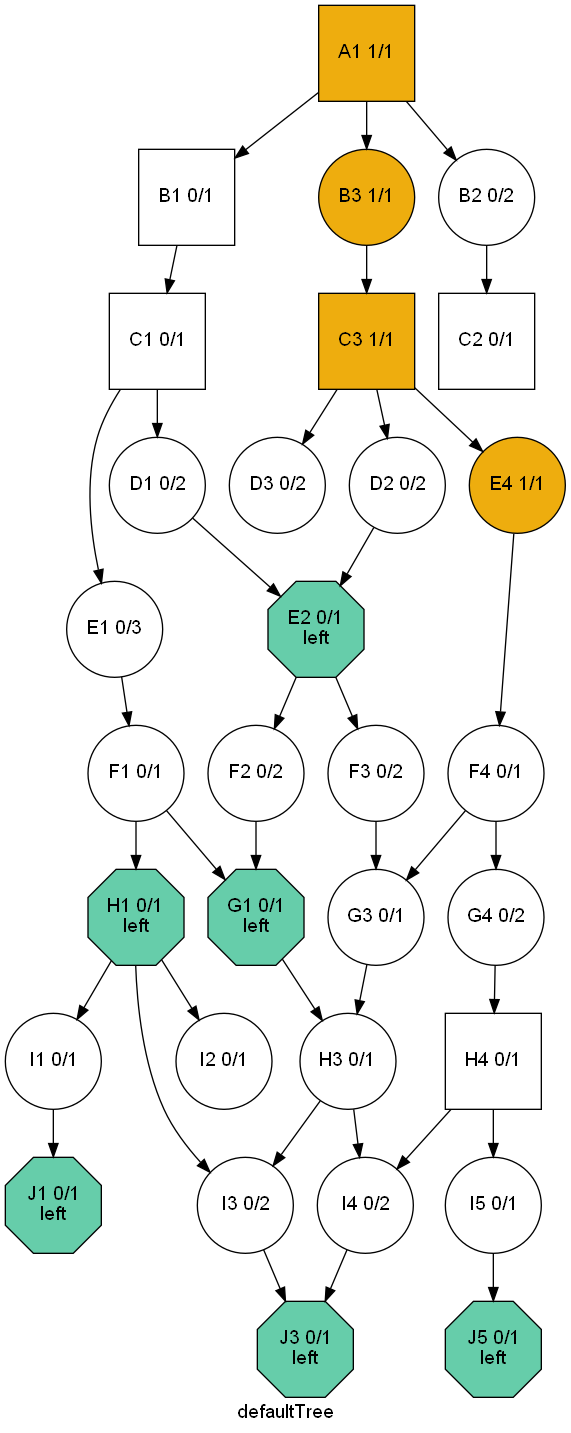 A1 1/1
B1 0/1
B3 1/1
B2 0/2
C1 0/1
C3 1/1
C2 0/1
D1 0/2
D3 0/2
D2 0/2
E4 1/1
E1 0/3
E2 0/1
left
F1 0/1
F2 0/2
F3 0/2
F4 0/1
H1 0/1
left
G1 0/1
left
G3 0/1
G4 0/2
I1 0/1
I2 0/1
H3 0/1
H4 0/1
J1 0/1
left
I3 0/2
I4 0/2
I5 0/1
J3 0/1
left
J5 0/1
left
defaultTree